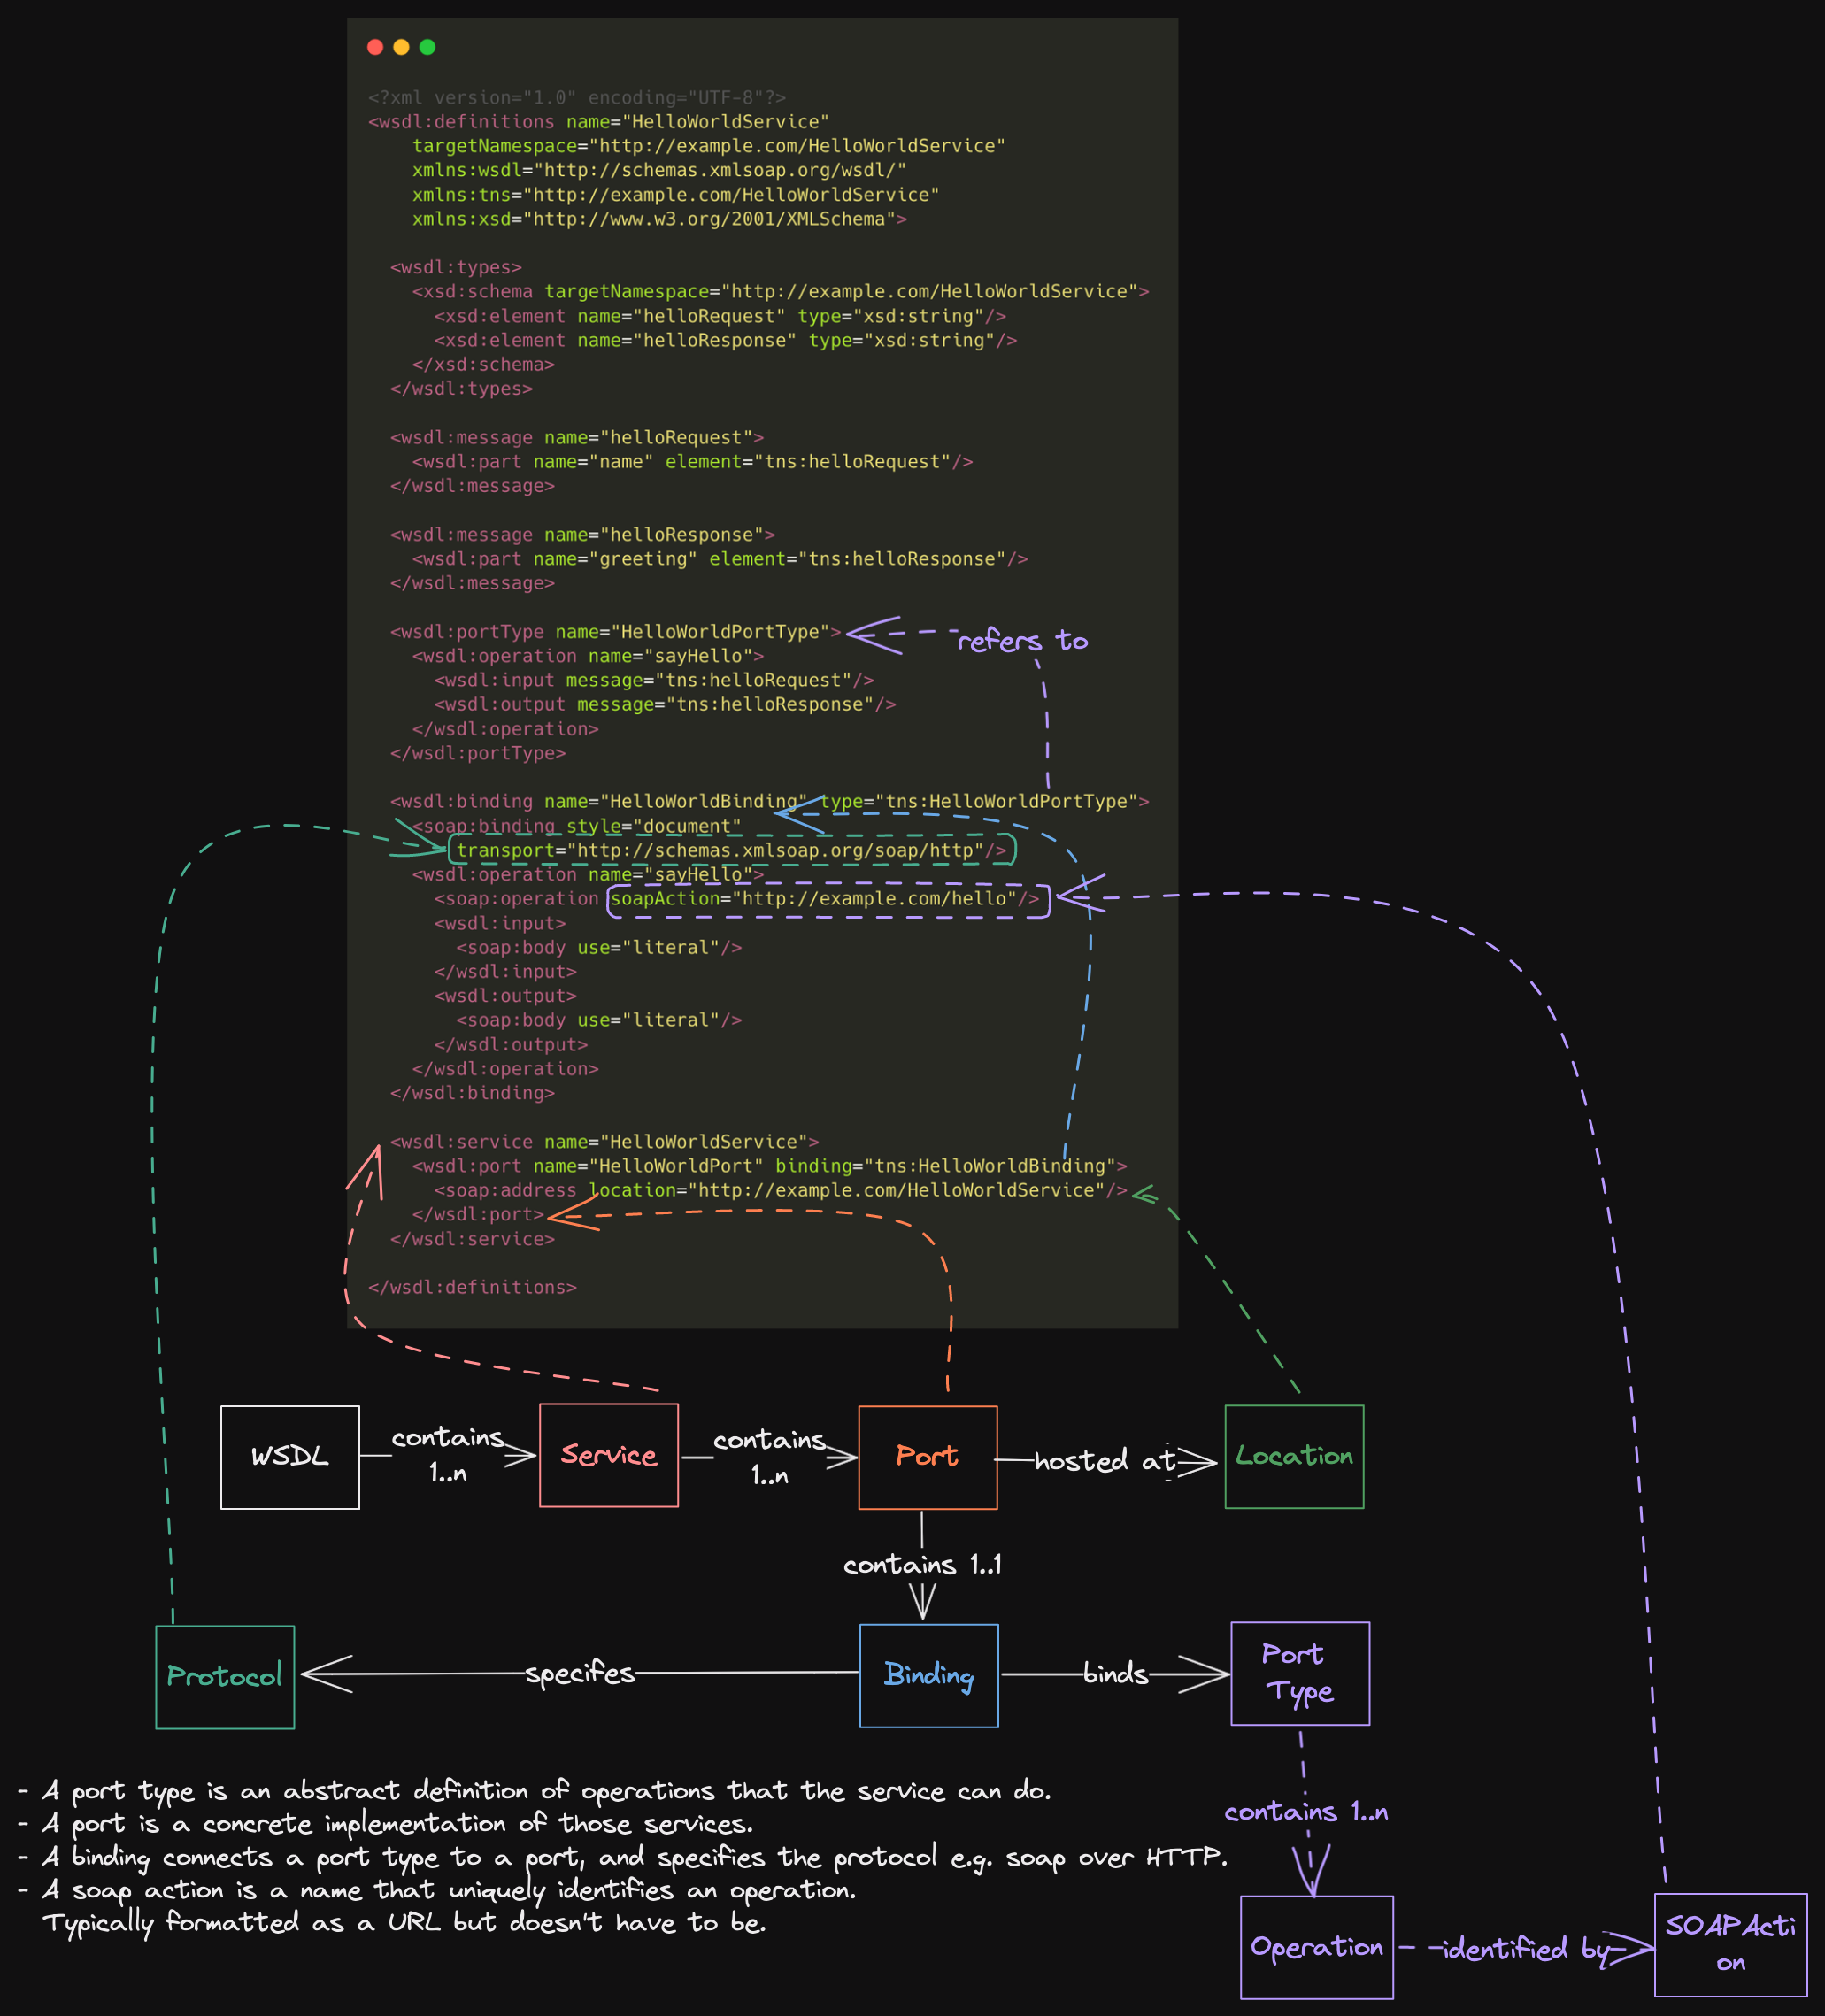 <?xml version="1.0" encoding="UTF-8"?>
<wsdl:definitions name="HelloWorldService"
    targetNamespace="http://example.com/HelloWorldService"
    xmlns:wsdl="http://schemas.xmlsoap.org/wsdl/"
    xmlns:tns="http://example.com/HelloWorldService"
    xmlns:xsd="http://www.w3.org/2001/XMLSchema">
  <wsdl:types>
    <xsd:schema targetNamespace="http://example.com/HelloWorldService">
      <xsd:element name="helloRequest" type="xsd:string"/>
      <xsd:element name="helloResponse" type="xsd:string"/>
    </xsd:schema>
  </wsdl:types>
  <wsdl:message name="helloRequest">
    <wsdl:part name="name" element="tns:helloRequest"/>
  </wsdl:message>
  <wsdl:message name="helloResponse">
    <wsdl:part name="greeting" element="tns:helloResponse"/>
  </wsdl:message>
  <wsdl:portType name="HelloWorldPortType">
refers to
    <wsdl:operation name="sayHello">
      <wsdl:input message="tns:helloRequest"/>
      <wsdl:output message="tns:helloResponse"/>
    </wsdl:operation>
  </wsdl:portType>
  <wsdl:binding name="HelloWorldBinding" type="tns:HelloWorldPortType">
    <soap:binding style="document"
        transport="http://schemas.xmlsoap.org/soap/http"/>
    <wsdl:operation name="sayHello">
      <soap:operation soapAction="http://example.com/hello"/>
      <wsdl:input>
        <soap:body use="literal"/>
      </wsdl:input>
      <wsdl:output>
        <soap:body use="literal"/>
      </wsdl:output>
    </wsdl:operation>
  </wsdl:binding>
  <wsdl:service name="HelloWorldService">
    <wsdl:port name="HelloWorldPort" binding="tns:HelloWorldBinding">
      <soap:address location="http://example.com/HelloWorldService"/>
    </wsdl:port>
  </wsdl:service>
</wsdl:definitions>
WSDL
contains
1..n
Service
contains
1..n
Port
hosted at
Location
contains 1..1
Protocol
specifes
Binding
binds
Port
Type
- A port type is an abstract definition of operations that the service can do.
- A port is a concrete implementation of those services.
- A binding connects a port type to a port, and specifies the protocol e.g. soap over HTTP.
- A soap action is a name that uniquely identifies an operation.
Typically formatted as a URL but doesn't have to be.
contains 1..n
Operation
identified by
SOAPActi
on